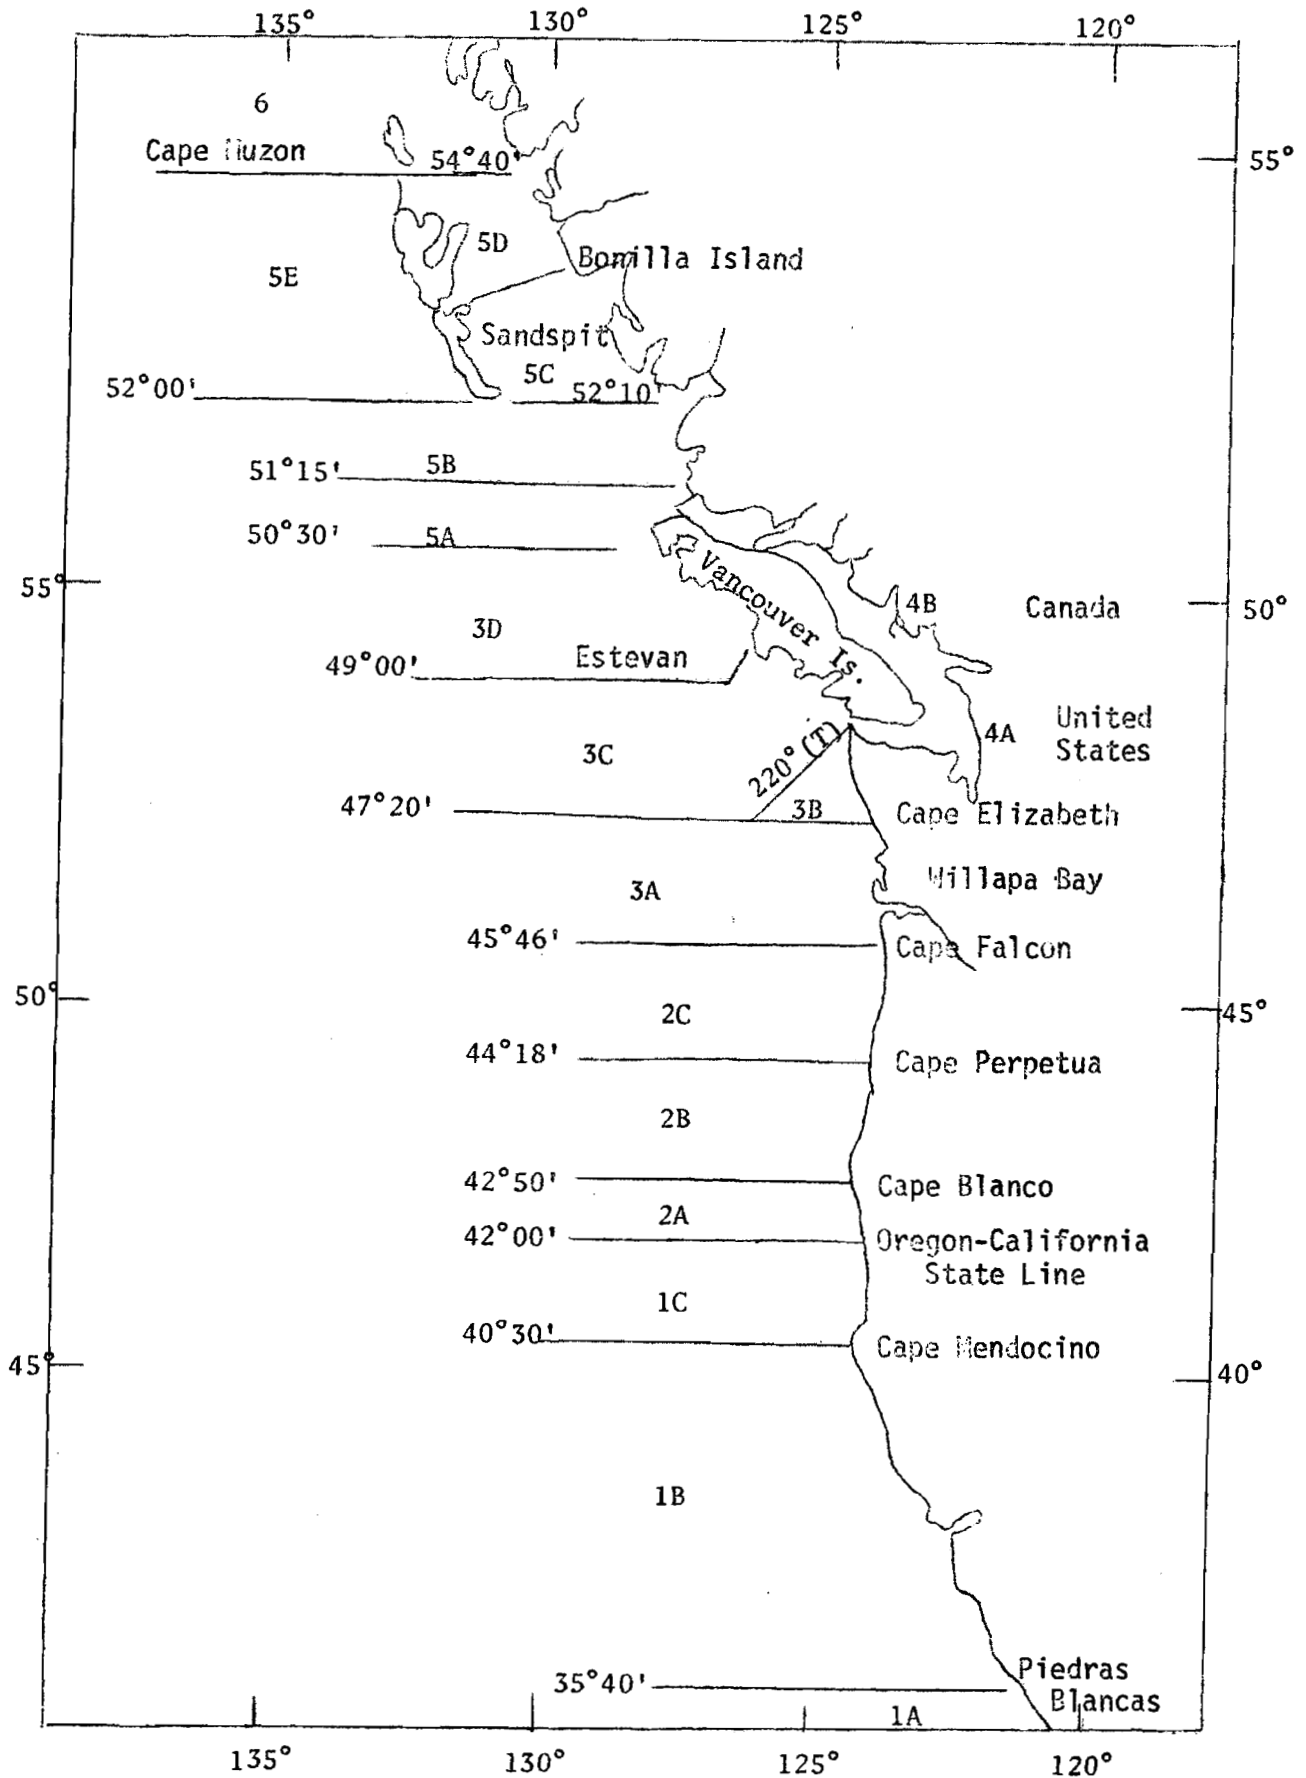 135° 130° 125° 120°
6
Cape Muzon 54°40' 55°
5D
5E Bonilla Island
Sandspit
5C
52°00' 52°10'
51°15' 5B
50°30' 5A
Vancouver Is.
55° 4B Canada 50°
3D
49°00' Estevan
4A United
States
3C 220°(T)
47°20' 3B Cape Elizabeth
3A Willapa Bay
45°46' Cape Falcon
50° 2C 45°
44°18' Cape Perpetua
2B
42°50' Cape Blanco
2A
42°00' Oregon-California
State Line
1C
40°30' Cape Mendocino
45° 40°
1B
35°40' Piedras
Blancas
1A
135° 130° 125° 120°